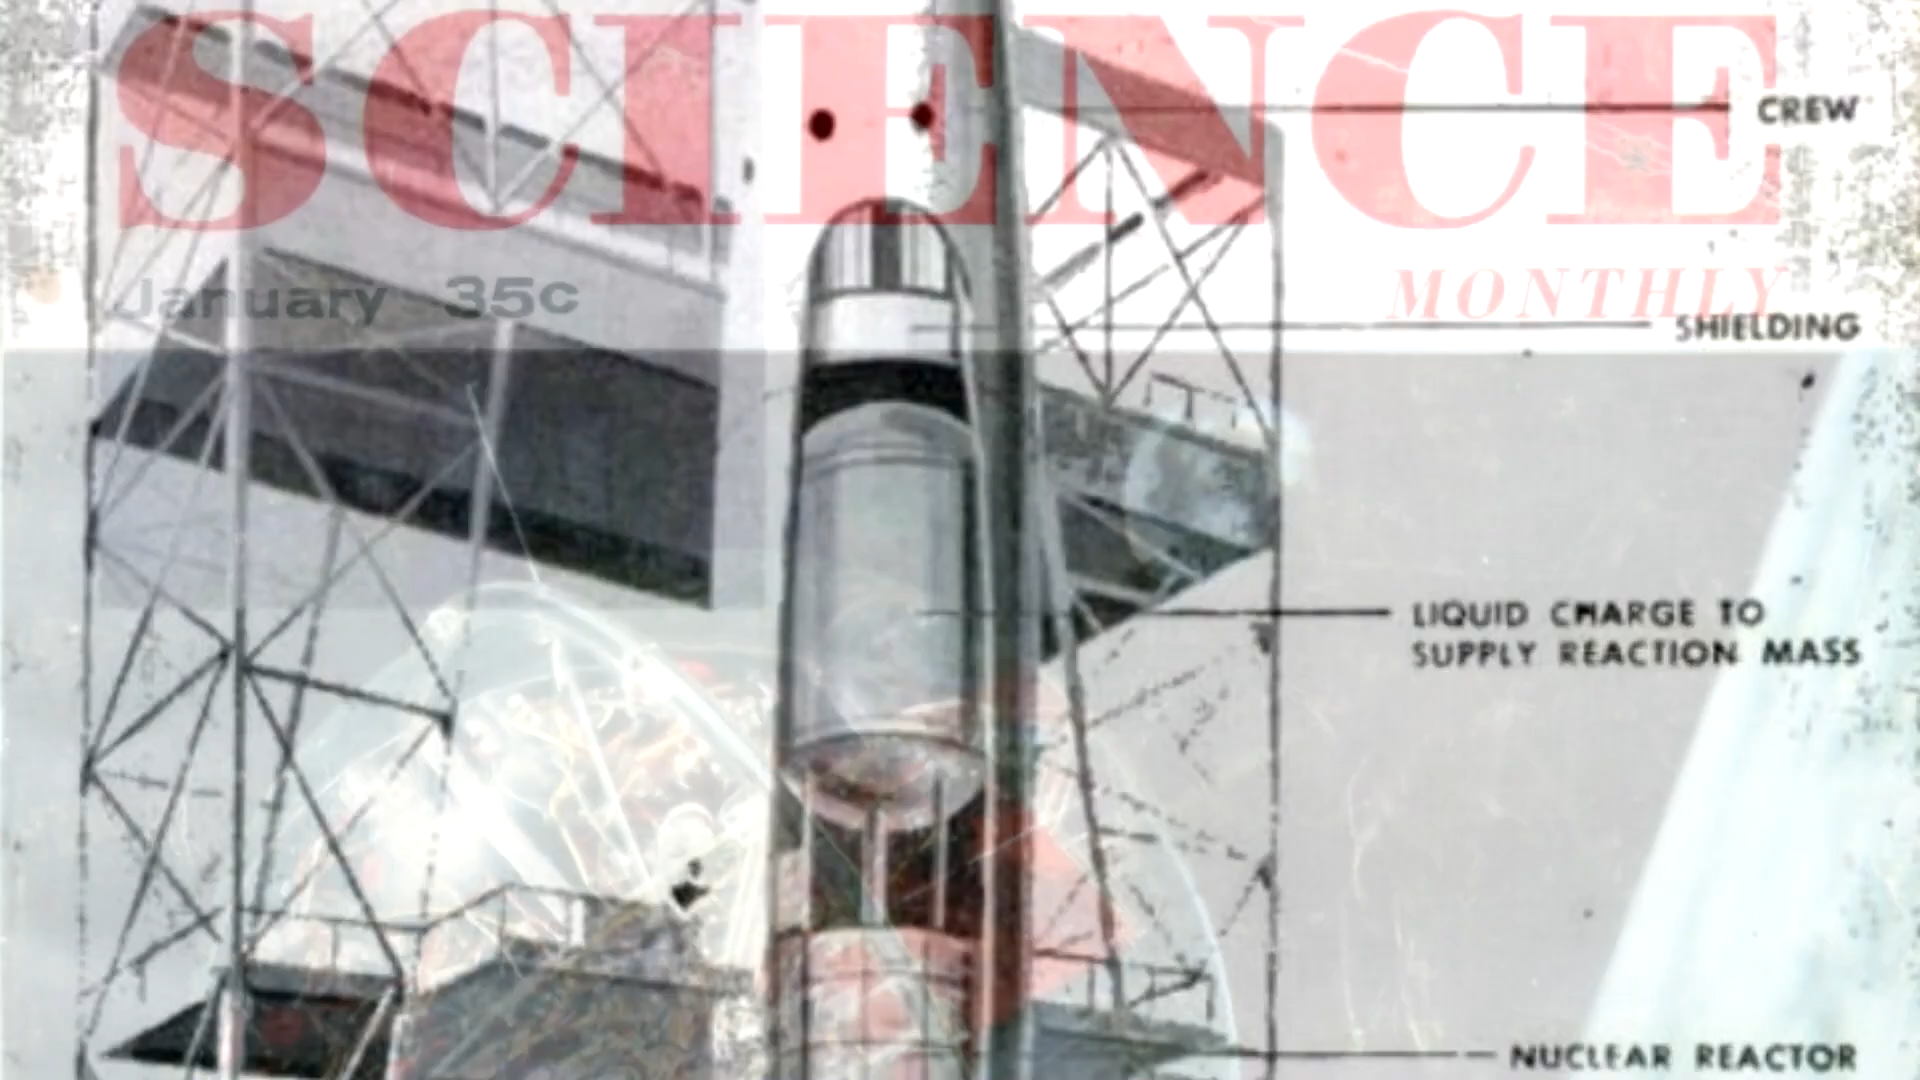 SCIENCE
CREW
January 35c
MONTHLY
SHIELDING
LIQUID CHARGE TO
SUPPLY REACTION MASS
NUCLEAR REACTOR